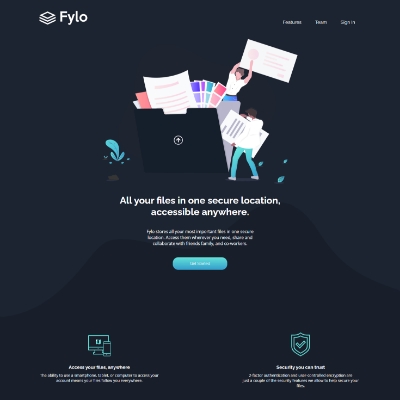 Fylo
Features Team Sign In
All your files in one secure location,
accessible anywhere.
Fylo stores all your most important files in one secure
location. Access them wherever you need, share and
collaborate with friends family, and co-workers.
Get Started
Access your files, anywhere
The ability to use a smartphone, tablet, or computer to access your
account means your files follow you everywhere.
Security you can trust
2-factor authentication and user-controlled encryption are
just a couple of the security features we allow to help secure your
files.